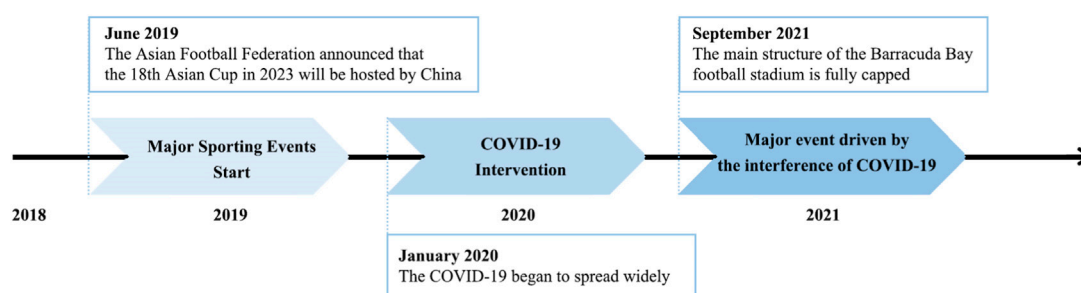 June 2019
The Asian Football Federation announced that
the 18th Asian Cup in 2023 will be hosted by China
September 2021
The main structure of the Barracuda Bay
football stadium is fully capped
Major Sporting Events
Start
COVID-19
Intervention
Major event driven by
the interference of COVID-19
2018
2019
2020
2021
January 2020
The COVID-19 began to spread widely